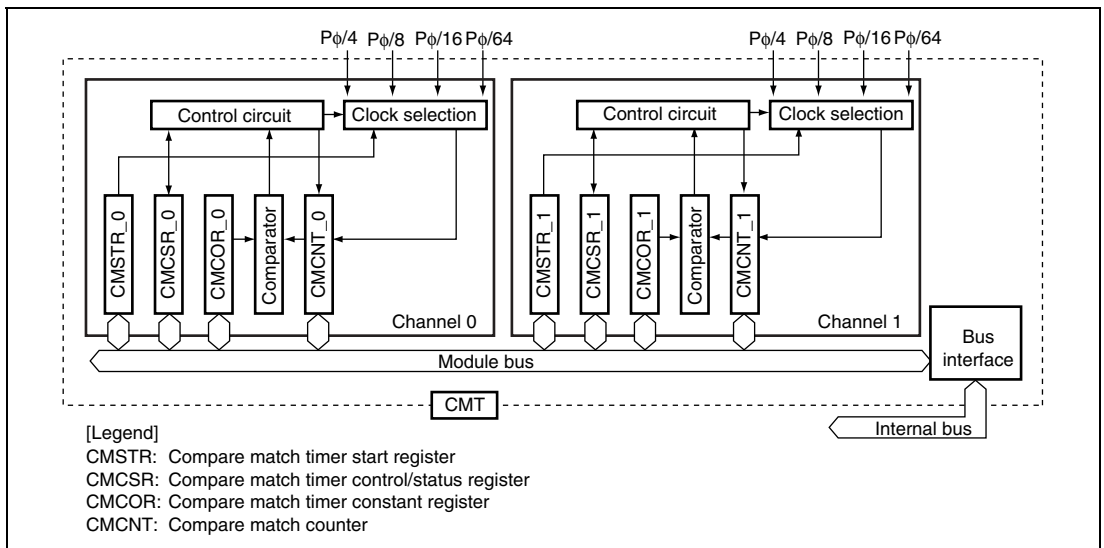 Pφ/4 Pφ/8 Pφ/16 Pφ/64
Control circuit
Clock selection
CMSTR_0
CMCSR_0
CMCOR_0
Comparator
CMCNT_0
Channel 0
Pφ/4 Pφ/8 Pφ/16 Pφ/64
Control circuit
Clock selection
CMSTR_1
CMCSR_1
CMCOR_1
Comparator
CMCNT_1
Channel 1
Module bus
Bus
interface
CMT
Internal bus
[Legend]
CMSTR: Compare match timer start register
CMCSR: Compare match timer control/status register
CMCOR: Compare match timer constant register
CMCNT: Compare match counter